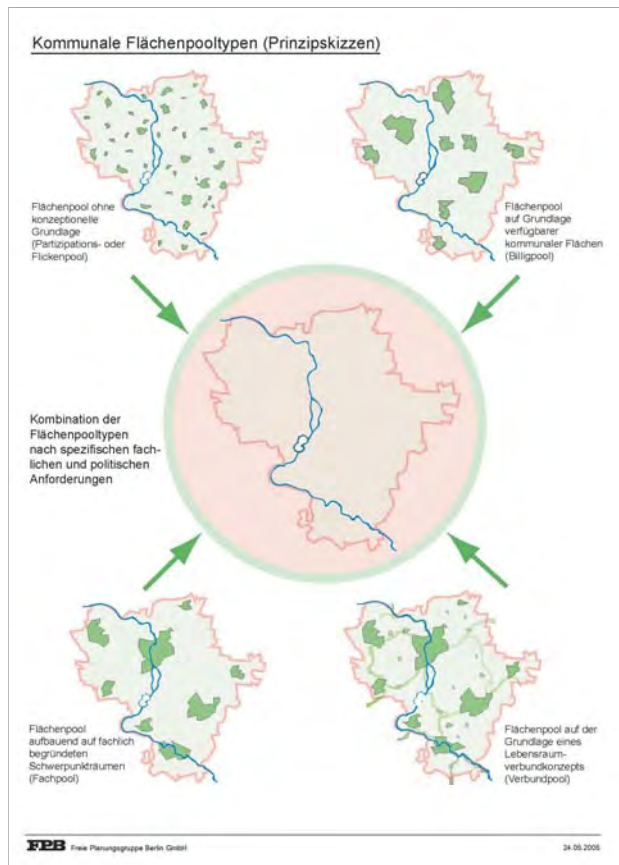 Kommunale Flächenpooltypen (Prinzipskizzen)
Flächenpool ohne
konzeptionelle
Grundlage
(Partizipations- oder
Flickenpool)
Flächenpool
auf Grundlage
verfügbarer
kommunaler Flächen
(Billigpool)
Kombination der
Flächenpooltypen
nach spezifischen fach-
lichen und politischen
Anforderungen
Flächenpool
aufbauend auf fachlich
begründeten
Schwerpunkträumen
(Fachpool)
Flächenpool auf der
Grundlage eines
Lebensraum-
verbundkonzepts
(Verbundpool)
FPB Freie Planungsgruppe Berlin GmbH
24.05.2005